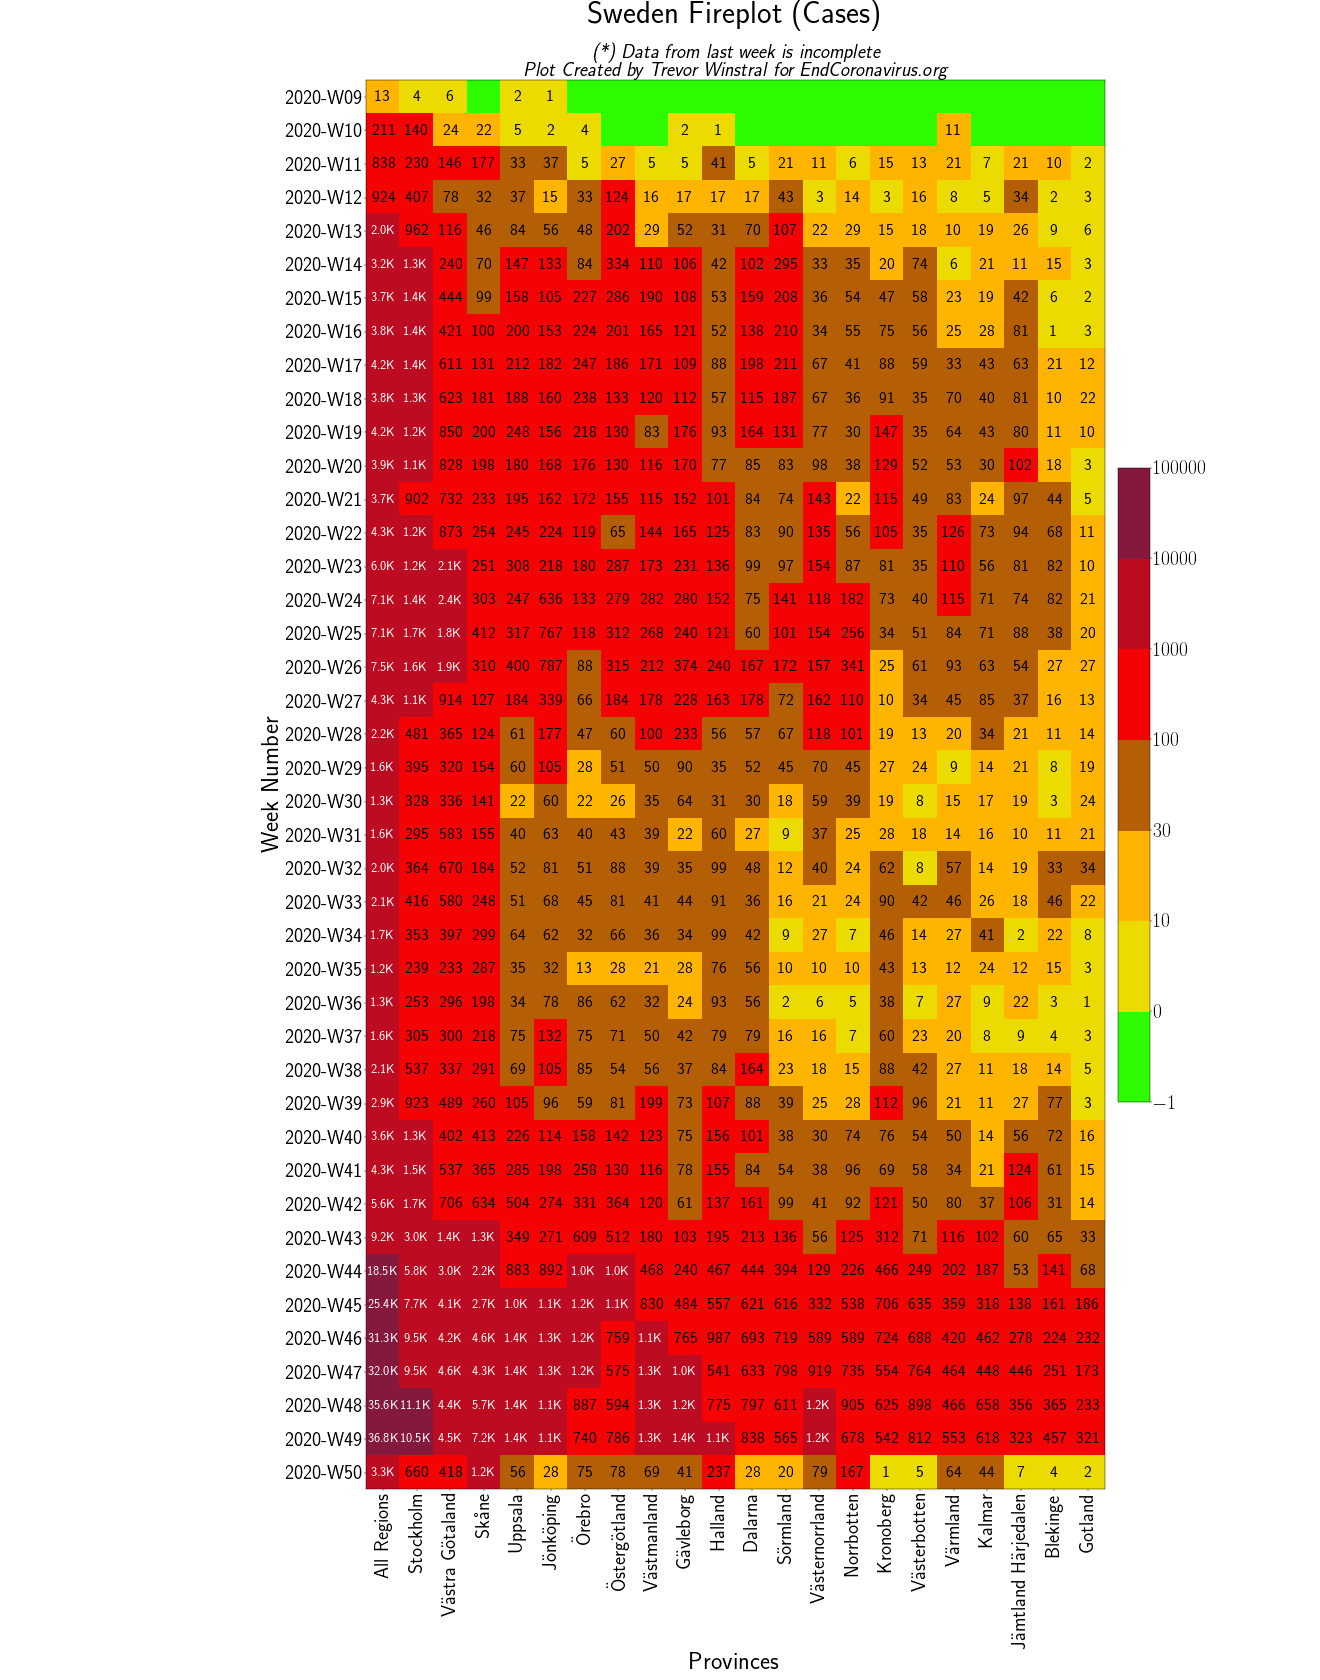 Sweden Fireplot (Cases)
(*) Data from last week is incomplete
Plot Created by Trevor Winstral for EndCoronavirus.org
2020-W09 13 4 6 2 1
2020-W10 211 140 24 22 5 2 4 2 1 11
2020-W11 838 230 146 177 33 37 5 27 5 5 41 5 21 11 6 15 13 21 7 21 10 2
2020-W12 924 407 78 32 37 15 33 124 16 17 17 17 43 3 14 3 16 8 5 34 2 3
2020-W13 2.0K 962 116 46 84 56 48 202 29 52 31 70 107 22 29 15 18 10 19 26 9 6
2020-W14 3.2K 1.3K 240 70 147 133 84 334 110 106 42 102 295 33 35 20 74 6 21 11 15 3
2020-W15 3.7K 1.4K 444 99 158 105 227 286 190 108 53 159 208 36 54 47 58 23 19 42 6 2
2020-W16 3.8K 1.4K 421 100 200 153 224 201 165 121 52 138 210 34 55 75 56 25 28 81 1 3
2020-W17 4.2K 1.4K 611 131 212 182 247 186 171 109 88 198 211 67 41 88 59 33 43 63 21 12
2020-W18 3.8K 1.3K 623 181 188 160 238 133 120 112 57 115 187 67 36 91 35 70 40 81 10 22
2020-W19 4.2K 1.2K 850 200 248 156 218 130 83 176 93 164 131 77 30 147 35 64 43 80 11 10
2020-W20 3.9K 1.1K 828 198 180 168 176 130 116 170 77 85 83 98 38 129 52 53 30 102 18 3
2020-W21 3.7K 902 732 233 195 162 172 155 115 152 101 84 74 143 22 115 49 83 24 97 44 5
2020-W22 4.3K 1.2K 873 254 245 224 119 65 144 165 125 83 90 135 56 105 35 126 73 94 68 11
2020-W23 6.0K 1.2K 2.1K 251 308 218 180 287 173 231 136 99 97 154 87 81 35 110 56 81 82 10
2020-W24 7.1K 1.4K 2.4K 303 247 636 133 279 282 280 152 75 141 118 182 73 40 115 71 74 82 21
2020-W25 7.1K 1.7K 1.8K 412 317 767 118 312 268 240 121 60 101 154 256 34 51 84 71 88 38 20
2020-W26 7.5K 1.6K 1.9K 310 400 787 88 315 212 374 240 167 172 157 341 25 61 93 63 54 27 27
2020-W27 4.3K 1.1K 914 127 184 339 66 184 178 228 163 178 72 162 110 10 34 45 85 37 16 13
2020-W28 2.2K 481 365 124 61 177 47 60 100 233 56 57 67 118 101 19 13 20 34 21 11 14
2020-W29 1.6K 395 320 154 60 105 28 51 50 90 35 52 45 70 45 27 24 9 14 21 8 19
2020-W30 1.3K 328 336 141 22 60 22 26 35 64 31 30 18 59 39 19 8 15 17 19 3 24
2020-W31 1.6K 295 583 155 40 63 40 43 39 22 60 27 9 37 25 28 18 14 16 10 11 21
2020-W32 2.0K 364 670 184 52 81 51 88 39 35 99 48 12 40 24 62 8 57 14 19 33 34
2020-W33 2.1K 416 580 248 51 68 45 81 41 44 91 36 16 21 24 90 42 46 26 18 46 22
2020-W34 1.7K 353 397 299 64 62 32 66 36 34 99 42 9 27 7 46 14 27 41 2 22 8
2020-W35 1.2K 239 233 287 35 32 13 28 21 28 76 56 10 10 10 43 13 12 24 12 15 3
2020-W36 1.3K 253 296 198 34 78 86 62 32 24 93 56 2 6 5 38 7 27 9 22 3 1
2020-W37 1.6K 305 300 218 75 132 75 71 50 42 79 79 16 16 7 60 23 20 8 9 4 3
2020-W38 2.1K 537 337 291 69 105 85 54 56 37 84 164 23 18 15 88 42 27 11 18 14 5
2020-W39 2.9K 923 489 260 105 96 59 81 199 73 107 88 39 25 28 112 96 21 11 27 77 3
2020-W40 3.6K 1.3K 402 413 226 114 158 142 123 75 156 101 38 30 74 76 54 50 14 56 72 16
2020-W41 4.3K 1.5K 537 365 285 198 258 130 116 78 155 84 54 38 96 69 58 34 21 124 61 15
2020-W42 5.6K 1.7K 706 634 504 274 331 364 120 61 137 161 99 41 92 121 50 80 37 106 31 14
2020-W43 9.2K 3.0K 1.4K 1.3K 349 271 609 512 180 103 195 213 136 56 125 312 71 116 102 60 65 33
2020-W44 18.5K 5.8K 3.0K 2.2K 883 892 1.0K 1.0K 468 240 467 444 394 129 226 466 249 202 187 53 141 68
2020-W45 25.4K 7.7K 4.1K 2.7K 1.0K 1.1K 1.2K 1.1K 830 484 557 621 616 332 538 706 635 359 318 138 161 186
2020-W46 31.3K 9.5K 4.2K 4.6K 1.4K 1.3K 1.2K 759 1.1K 765 987 693 719 589 589 724 688 420 462 278 224 232
2020-W47 32.0K 9.5K 4.6K 4.3K 1.4K 1.3K 1.2K 575 1.3K 1.0K 541 633 798 919 735 554 764 464 448 446 251 173
2020-W48 35.6K 11.1K 4.4K 5.7K 1.4K 1.1K 887 594 1.3K 1.2K 775 797 611 1.2K 905 625 898 466 658 356 365 233
2020-W49 36.8K 10.5K 4.5K 7.2K 1.4K 1.1K 740 786 1.3K 1.4K 1.1K 838 565 1.2K 678 542 812 553 618 323 457 321
2020-W50 3.3K 660 418 1.2K 56 28 75 78 69 41 237 28 20 79 167 1 5 64 44 7 4 2
Week Number
100000
10000
1000
100
30
10
0
−1
All Regions
Stockholm
Västra Götaland
Skåne
Uppsala
Jönköping
Örebro
Östergötland
Västmanland
Gävleborg
Halland
Dalarna
Sörmland
Västernorrland
Norrbotten
Kronoberg
Västerbotten
Värmland
Kalmar
Jämtland Härjedalen
Blekinge
Gotland
Provinces